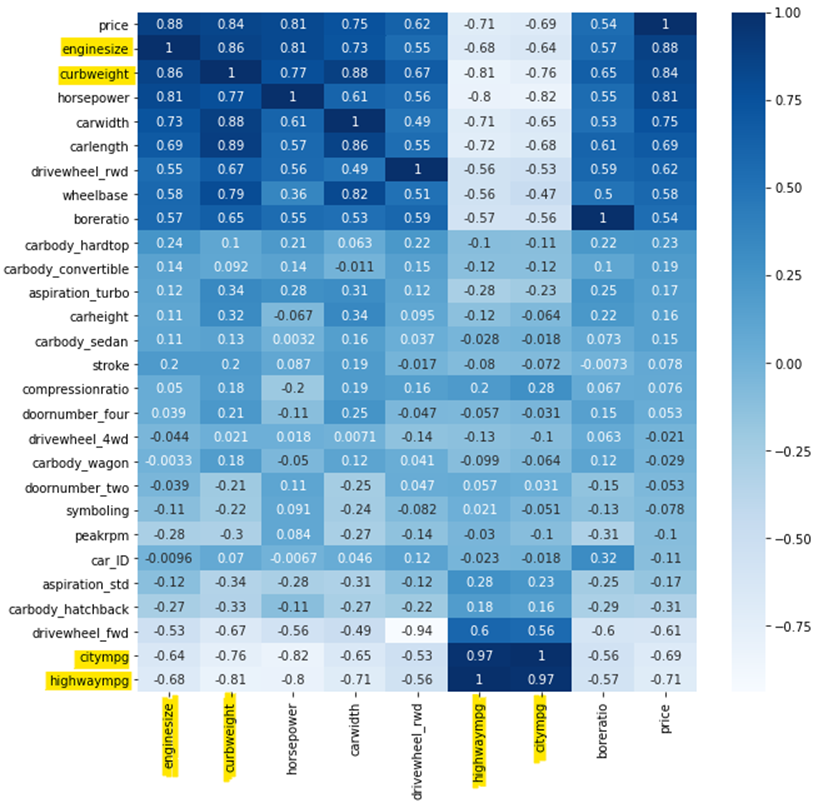 price 0.88 0.84 0.81 0.75 0.62 -0.71 -0.69 0.54 1 1.00
enginesize 1 0.86 0.81 0.73 0.55 -0.68 -0.64 0.57 0.88
curbweight 0.86 1 0.77 0.88 0.67 -0.81 -0.76 0.65 0.84
horsepower 0.81 0.77 1 0.61 0.56 -0.8 -0.82 0.55 0.81 0.75
carwidth 0.73 0.88 0.61 1 0.49 -0.71 -0.65 0.53 0.75
carlength 0.69 0.89 0.57 0.86 0.55 -0.72 -0.68 0.61 0.69
drivewheel_rwd 0.55 0.67 0.56 0.49 1 -0.56 -0.53 0.59 0.62
wheelbase 0.58 0.79 0.36 0.82 0.51 -0.56 -0.47 0.5 0.58 0.50
boreratio 0.57 0.65 0.55 0.53 0.59 -0.57 -0.56 1 0.54
carbody_hardtop 0.24 0.1 0.21 0.063 0.22 -0.1 -0.11 0.22 0.23
carbody_convertible 0.14 0.092 0.14 -0.011 0.15 -0.12 -0.12 0.1 0.19 0.25
aspiration_turbo 0.12 0.34 0.28 0.31 0.12 -0.28 -0.23 0.25 0.17
carheight 0.11 0.32 -0.067 0.34 0.095 -0.12 -0.064 0.22 0.16
carbody_sedan 0.11 0.13 0.0032 0.16 0.037 -0.028 -0.018 0.073 0.15
stroke 0.2 0.2 0.087 0.19 -0.017 -0.08 -0.072 -0.0073 0.078 0.00
compressionratio 0.05 0.18 -0.2 0.19 0.16 0.2 0.28 0.067 0.076
doornumber_four 0.039 0.21 -0.11 0.25 -0.047 -0.057 -0.031 0.15 0.053
drivewheel_4wd -0.044 0.021 0.018 0.0071 -0.14 -0.13 -0.1 0.063 -0.021
carbody_wagon -0.0033 0.18 -0.05 0.12 0.041 -0.099 -0.064 0.12 -0.029 −0.25
doornumber_two -0.039 -0.21 0.11 -0.25 0.047 0.057 0.031 -0.15 -0.053
symboling -0.11 -0.22 0.091 -0.24 -0.082 0.021 -0.051 -0.13 -0.078
peakrpm -0.28 -0.3 0.084 -0.27 -0.14 -0.03 -0.1 -0.31 -0.1 −0.50
car_ID -0.0096 0.07 -0.0067 0.046 0.12 -0.023 -0.018 0.32 -0.11
aspiration_std -0.12 -0.34 -0.28 -0.31 -0.12 0.28 0.23 -0.25 -0.17
carbody_hatchback -0.27 -0.33 -0.11 -0.27 -0.22 0.18 0.16 -0.29 -0.31
drivewheel_fwd -0.53 -0.67 -0.56 -0.49 -0.94 0.6 0.56 -0.6 -0.61 −0.75
citympg -0.64 -0.76 -0.82 -0.65 -0.53 0.97 1 -0.56 -0.69
highwaympg -0.68 -0.81 -0.8 -0.71 -0.56 1 0.97 -0.57 -0.71
enginesize
curbweight
horsepower
carwidth
drivewheel_rwd
highwaympg
citympg
boreratio
price